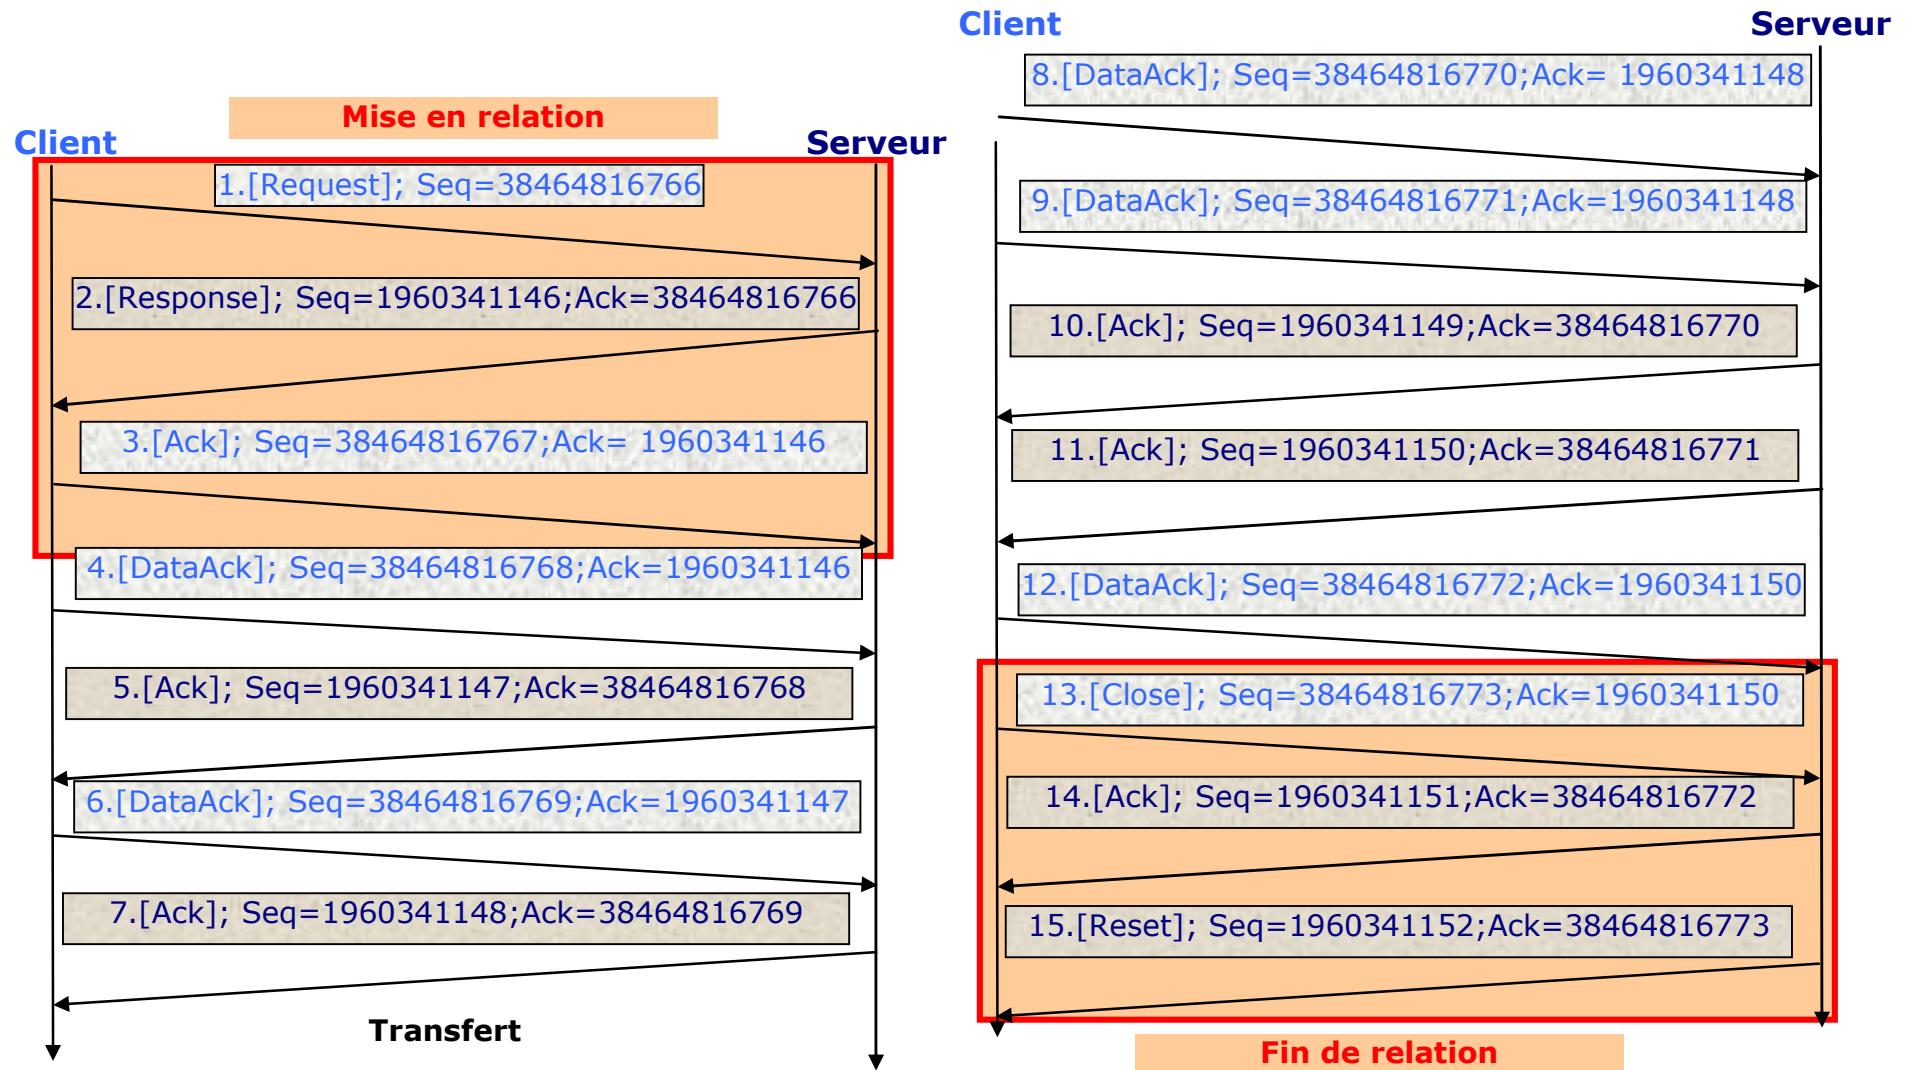 Mise en relation
Client
Serveur
1.[Request]; Seq=38464816766
2.[Response]; Seq=1960341146;Ack=38464816766
3.[Ack]; Seq=38464816767;Ack= 1960341146
4.[DataAck]; Seq=38464816768;Ack=1960341146
5.[Ack]; Seq=1960341147;Ack=38464816768
6.[DataAck]; Seq=38464816769;Ack=1960341147
7.[Ack]; Seq=1960341148;Ack=38464816769
Transfert
Client
Serveur
8.[DataAck]; Seq=38464816770;Ack= 1960341148
9.[DataAck]; Seq=38464816771;Ack=1960341148
10.[Ack]; Seq=1960341149;Ack=38464816770
11.[Ack]; Seq=1960341150;Ack=38464816771
12.[DataAck]; Seq=38464816772;Ack=1960341150
13.[Close]; Seq=38464816773;Ack=1960341150
14.[Ack]; Seq=1960341151;Ack=38464816772
15.[Reset]; Seq=1960341152;Ack=38464816773
Fin de relation